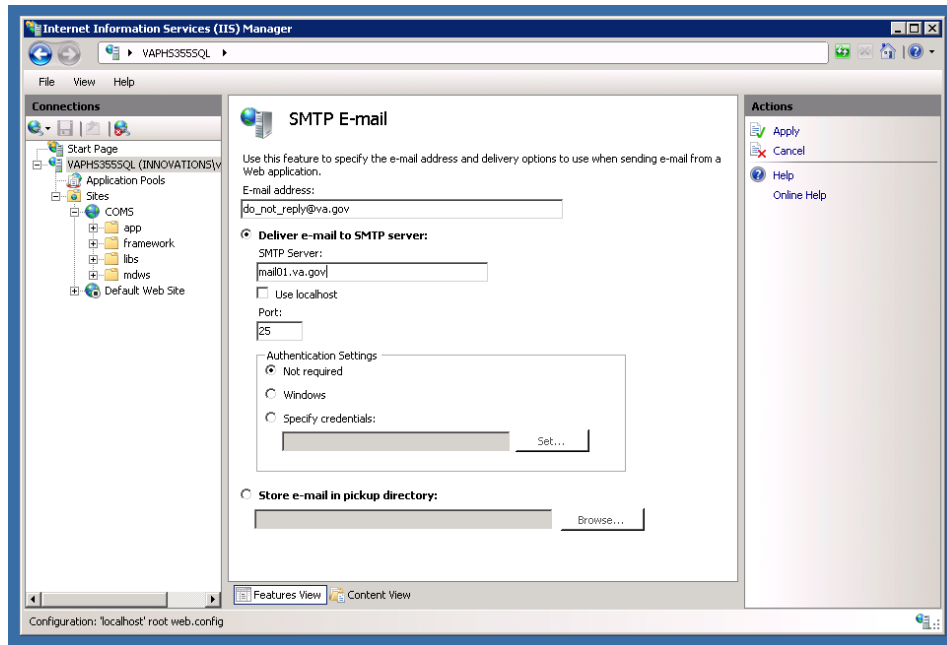 Internet Information Services (IIS) Manager
VAPHS355SQL
File View Help
Connections
Start Page
VAPHS355SQL (INNOVATIONS\v
Application Pools
Sites
COMS
app
framework
libs
mdws
Default Web Site
SMTP E-mail
Use this feature to specify the e-mail address and delivery options to use when sending e-mail from a
Web application.
E-mail address:
do_not_reply@va.gov
Deliver e-mail to SMTP server:
SMTP Server:
mail01.va.gov
Use localhost
Port:
25
Authentication Settings
Not required
Windows
Specify credentials:
Set...
Store e-mail in pickup directory:
Browse...
Features View Content View
Actions
Apply
Cancel
Help
Online Help
Configuration: 'localhost' root web.config